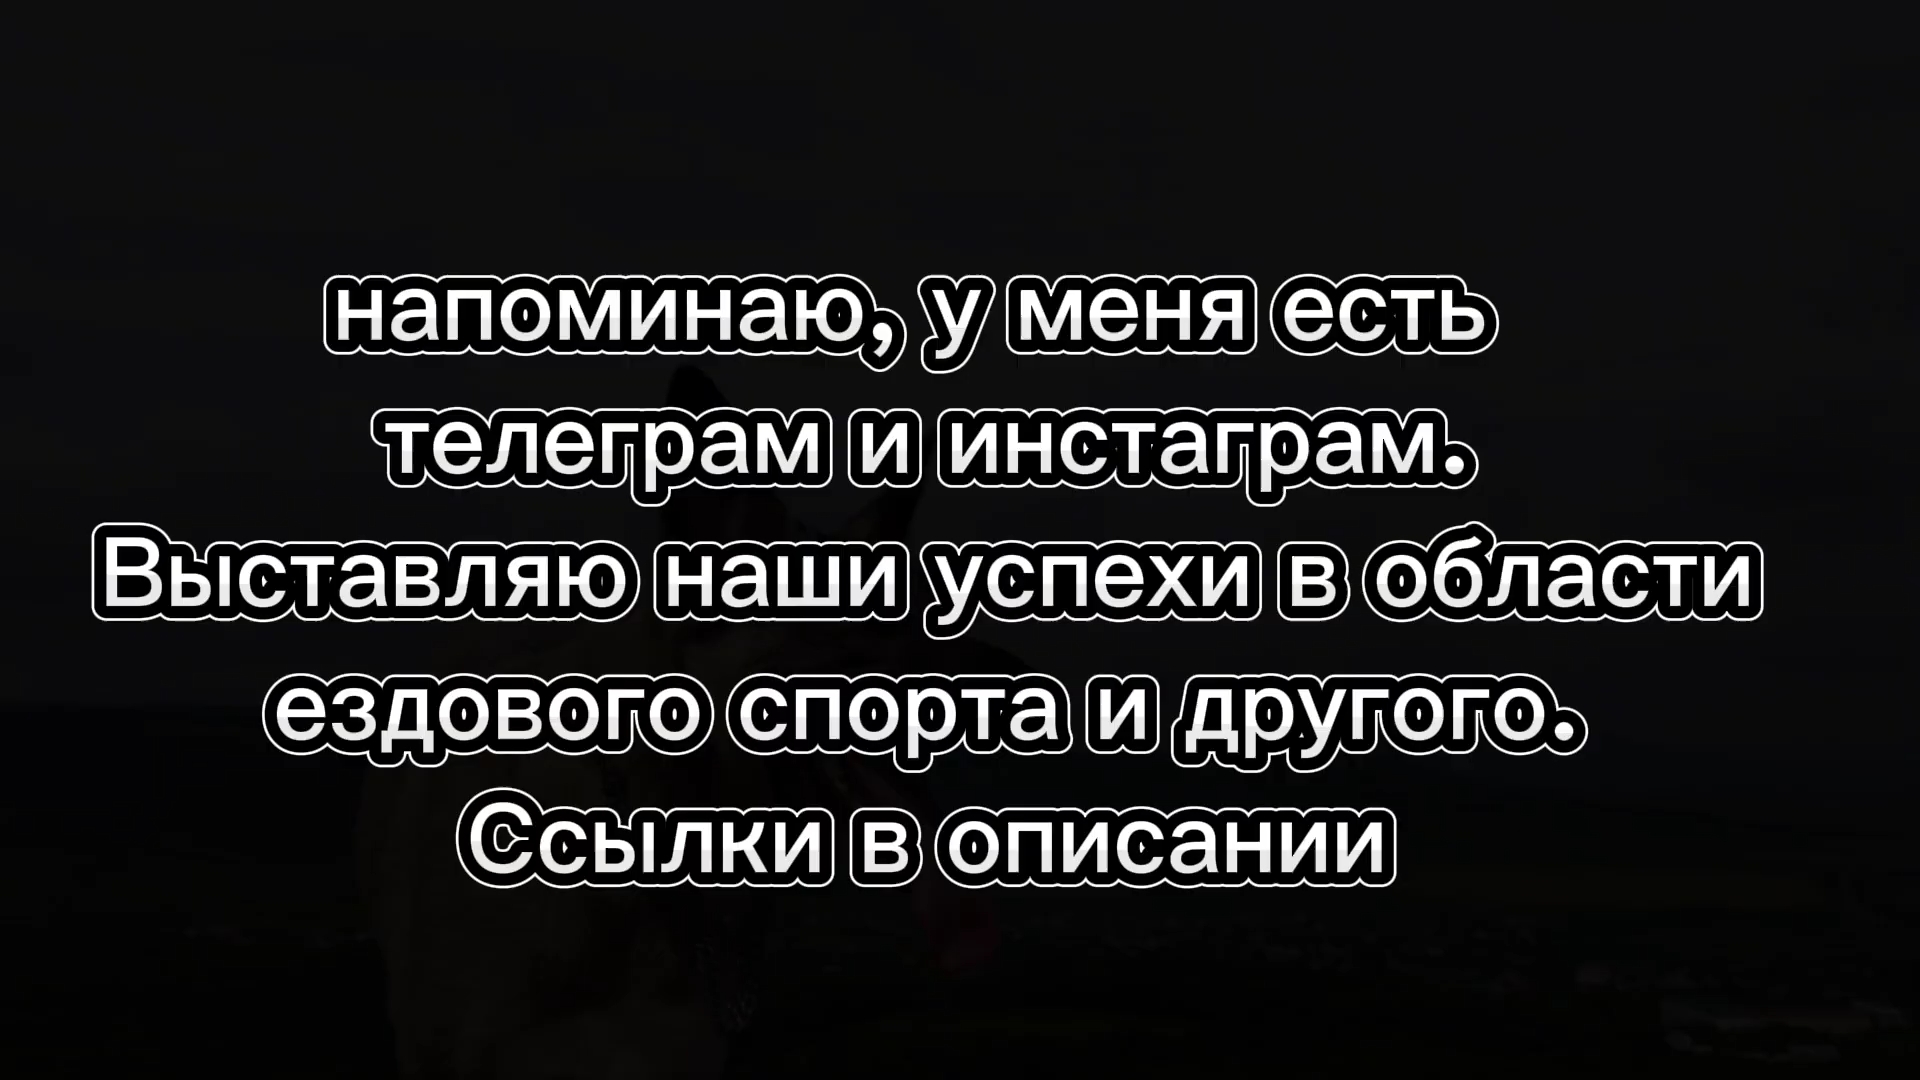 напоминаю, у меня есть
телеграм и инстаграм.
Выставляю наши успехи в области
ездового спорта и другого.
Ссылки в описании